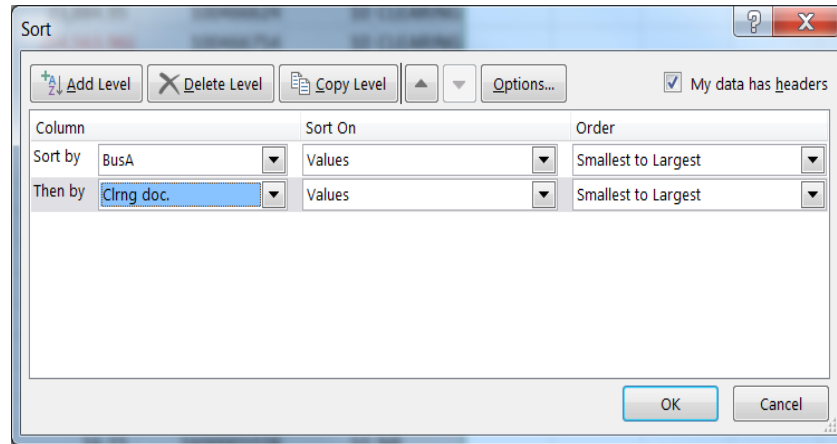 Sort
Add Level Delete Level Copy Level Options... My data has headers
Column Sort On Order
Sort by BusA Values Smallest to Largest
Then by Clrng doc. Values Smallest to Largest
OK Cancel